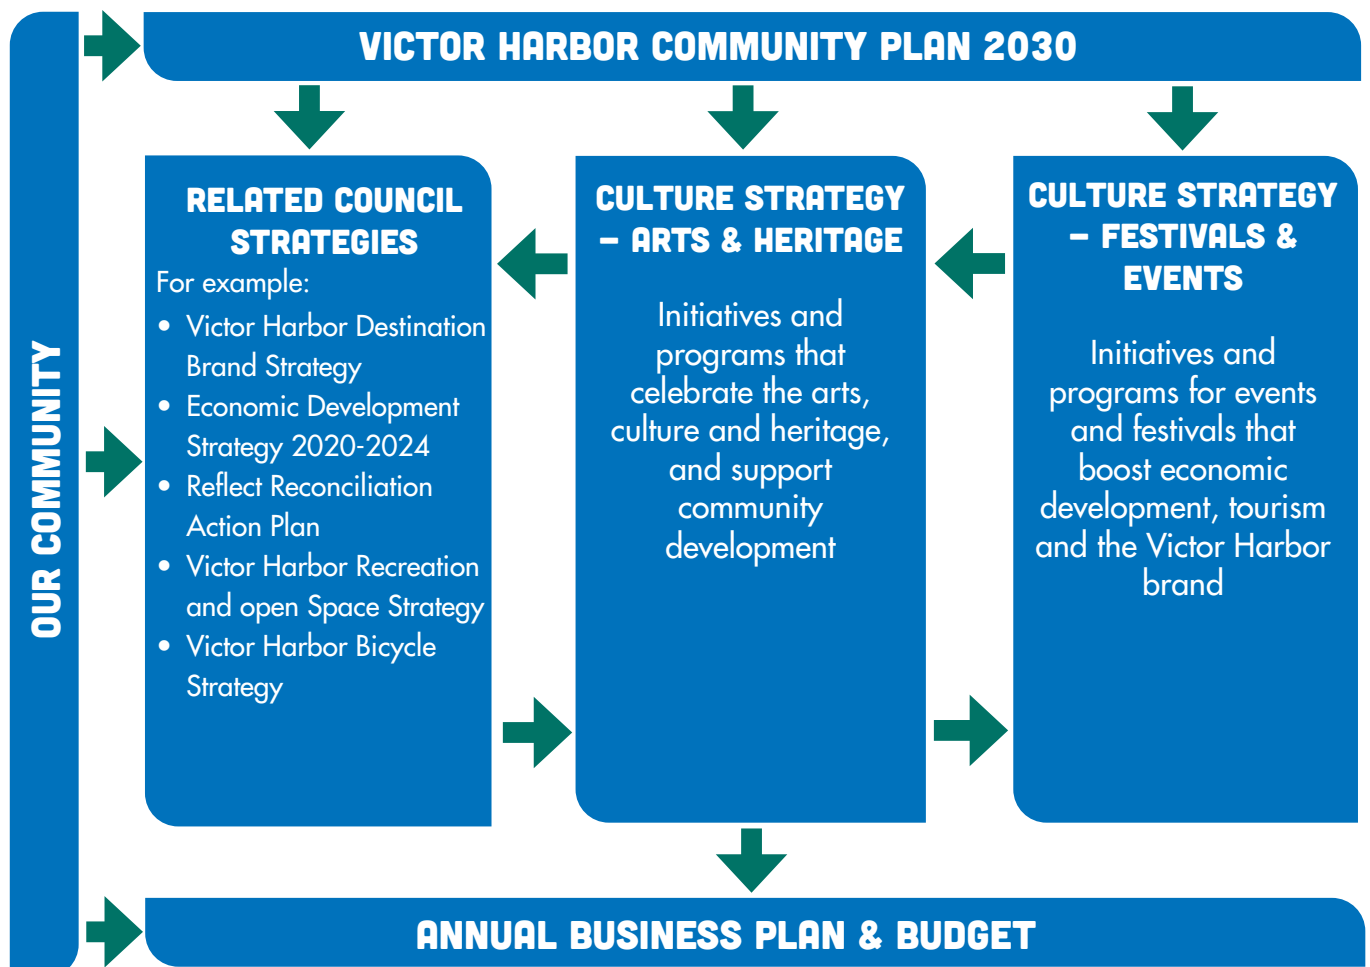 VICTOR HARBOR COMMUNITY PLAN 2030
OUR COMMUNITY
RELATED COUNCIL
STRATEGIES
For example:
• Victor Harbor Destination
Brand Strategy
• Economic Development
Strategy 2020-2024
• Reflect Reconciliation
Action Plan
• Victor Harbor Recreation
and open Space Strategy
• Victor Harbor Bicycle
Strategy
CULTURE STRATEGY
– ARTS & HERITAGE
Initiatives and
programs that
celebrate the arts,
culture and heritage,
and support
community
development
CULTURE STRATEGY
– FESTIVALS &
EVENTS
Initiatives and
programs for events
and festivals that
boost economic
development, tourism
and the Victor Harbor
brand
ANNUAL BUSINESS PLAN & BUDGET